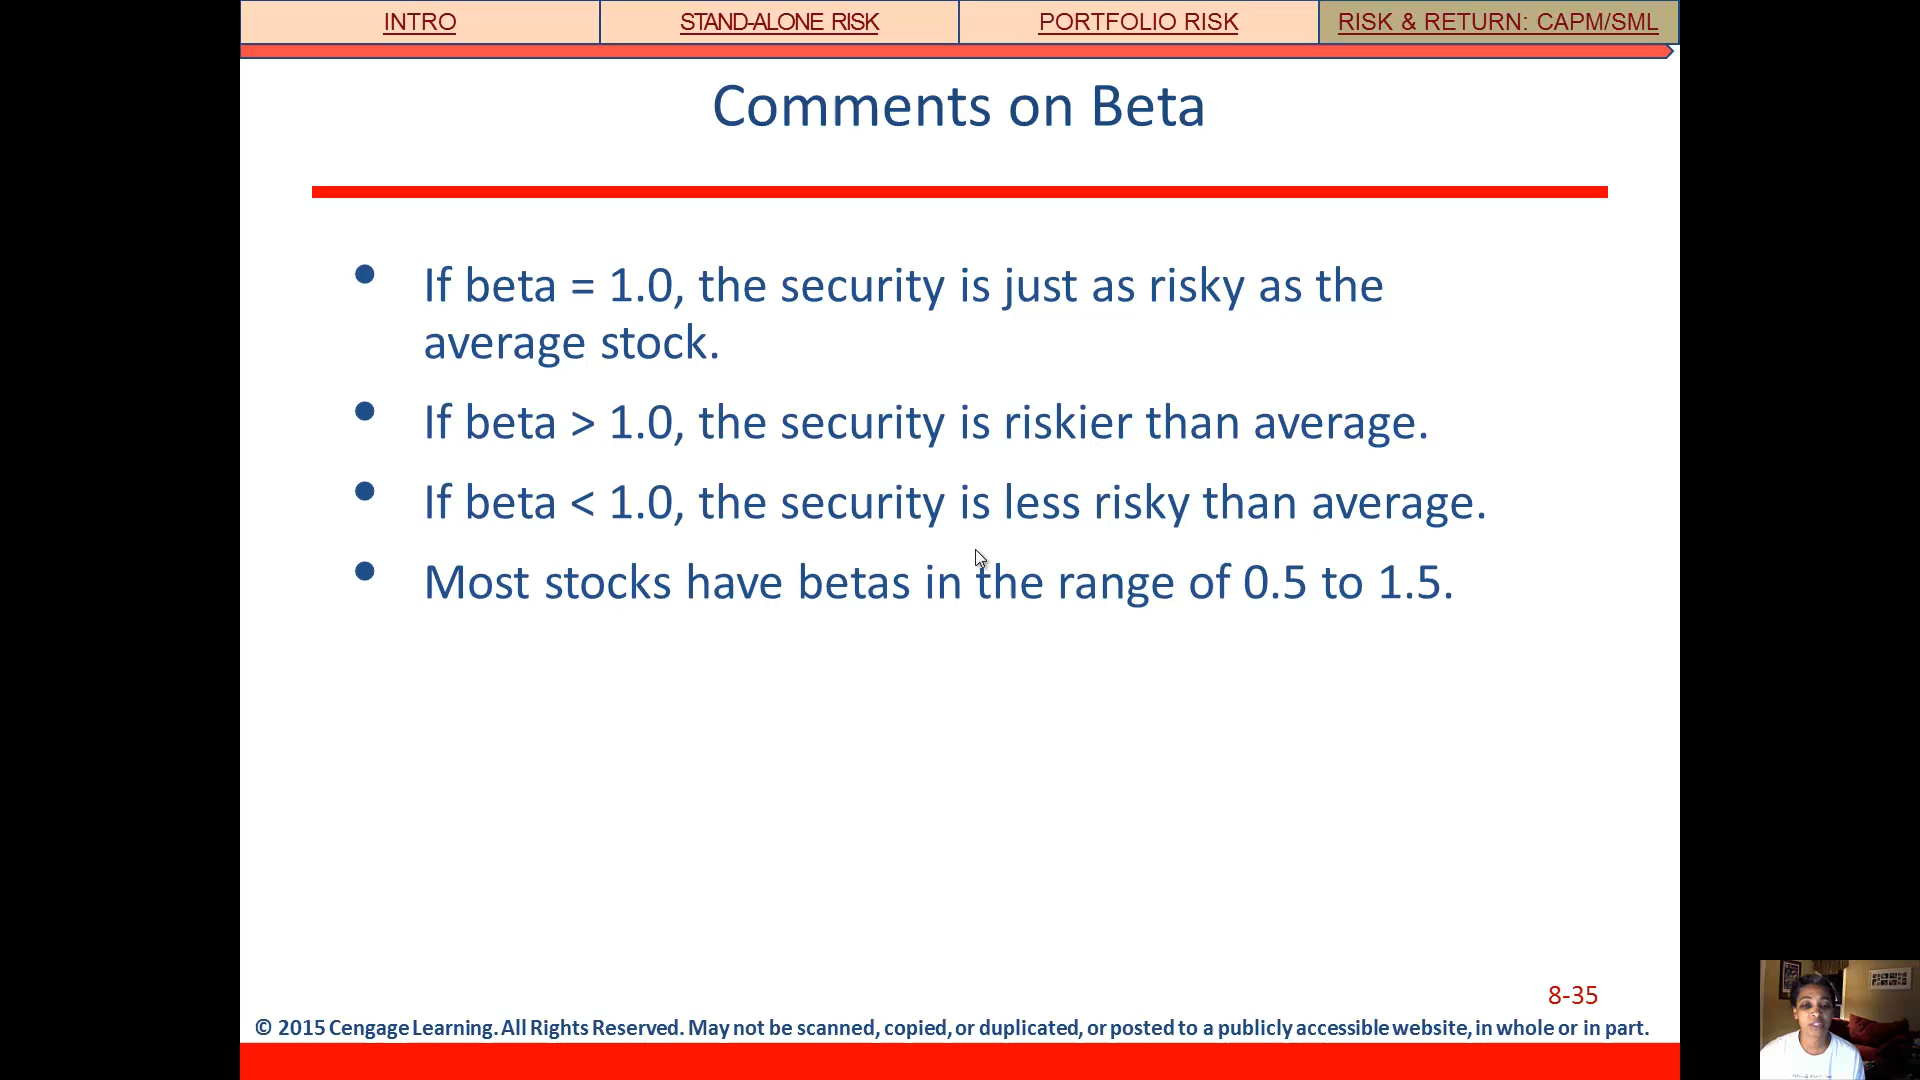 INTRO
STAND-ALONE RISK
PORTFOLIO RISK
RISK & RETURN: CAPM/SML
Comments on Beta
• If beta = 1.0, the security is just as risky as the
average stock.
• If beta > 1.0, the security is riskier than average.
• If beta < 1.0, the security is less risky than average.
• Most stocks have betas in the range of 0.5 to 1.5.
8-35
© 2015 Cengage Learning. All Rights Reserved. May not be scanned, copied, or duplicated, or posted to a publicly accessible website, in whole or in part.